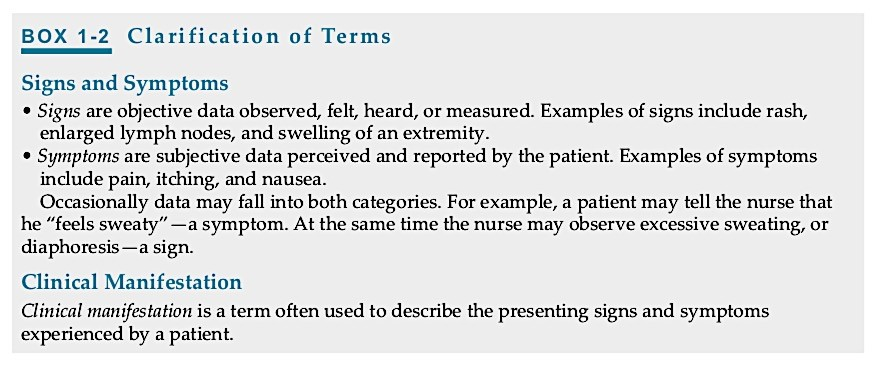 BOX 1-2 Clarification of Terms
Signs and Symptoms
• Signs are objective data observed, felt, heard, or measured. Examples of signs include rash,
enlarged lymph nodes, and swelling of an extremity.
• Symptoms are subjective data perceived and reported by the patient. Examples of symptoms
include pain, itching, and nausea.
Occasionally data may fall into both categories. For example, a patient may tell the nurse that
he “feels sweaty”—a symptom. At the same time the nurse may observe excessive sweating, or
diaphoresis—a sign.
Clinical Manifestation
Clinical manifestation is a term often used to describe the presenting signs and symptoms
experienced by a patient.